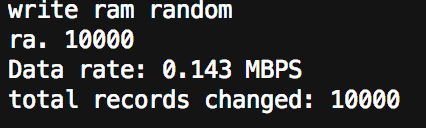 write ram random
ra. 10000
Data rate: 0.143 MBPS
total records changed: 10000